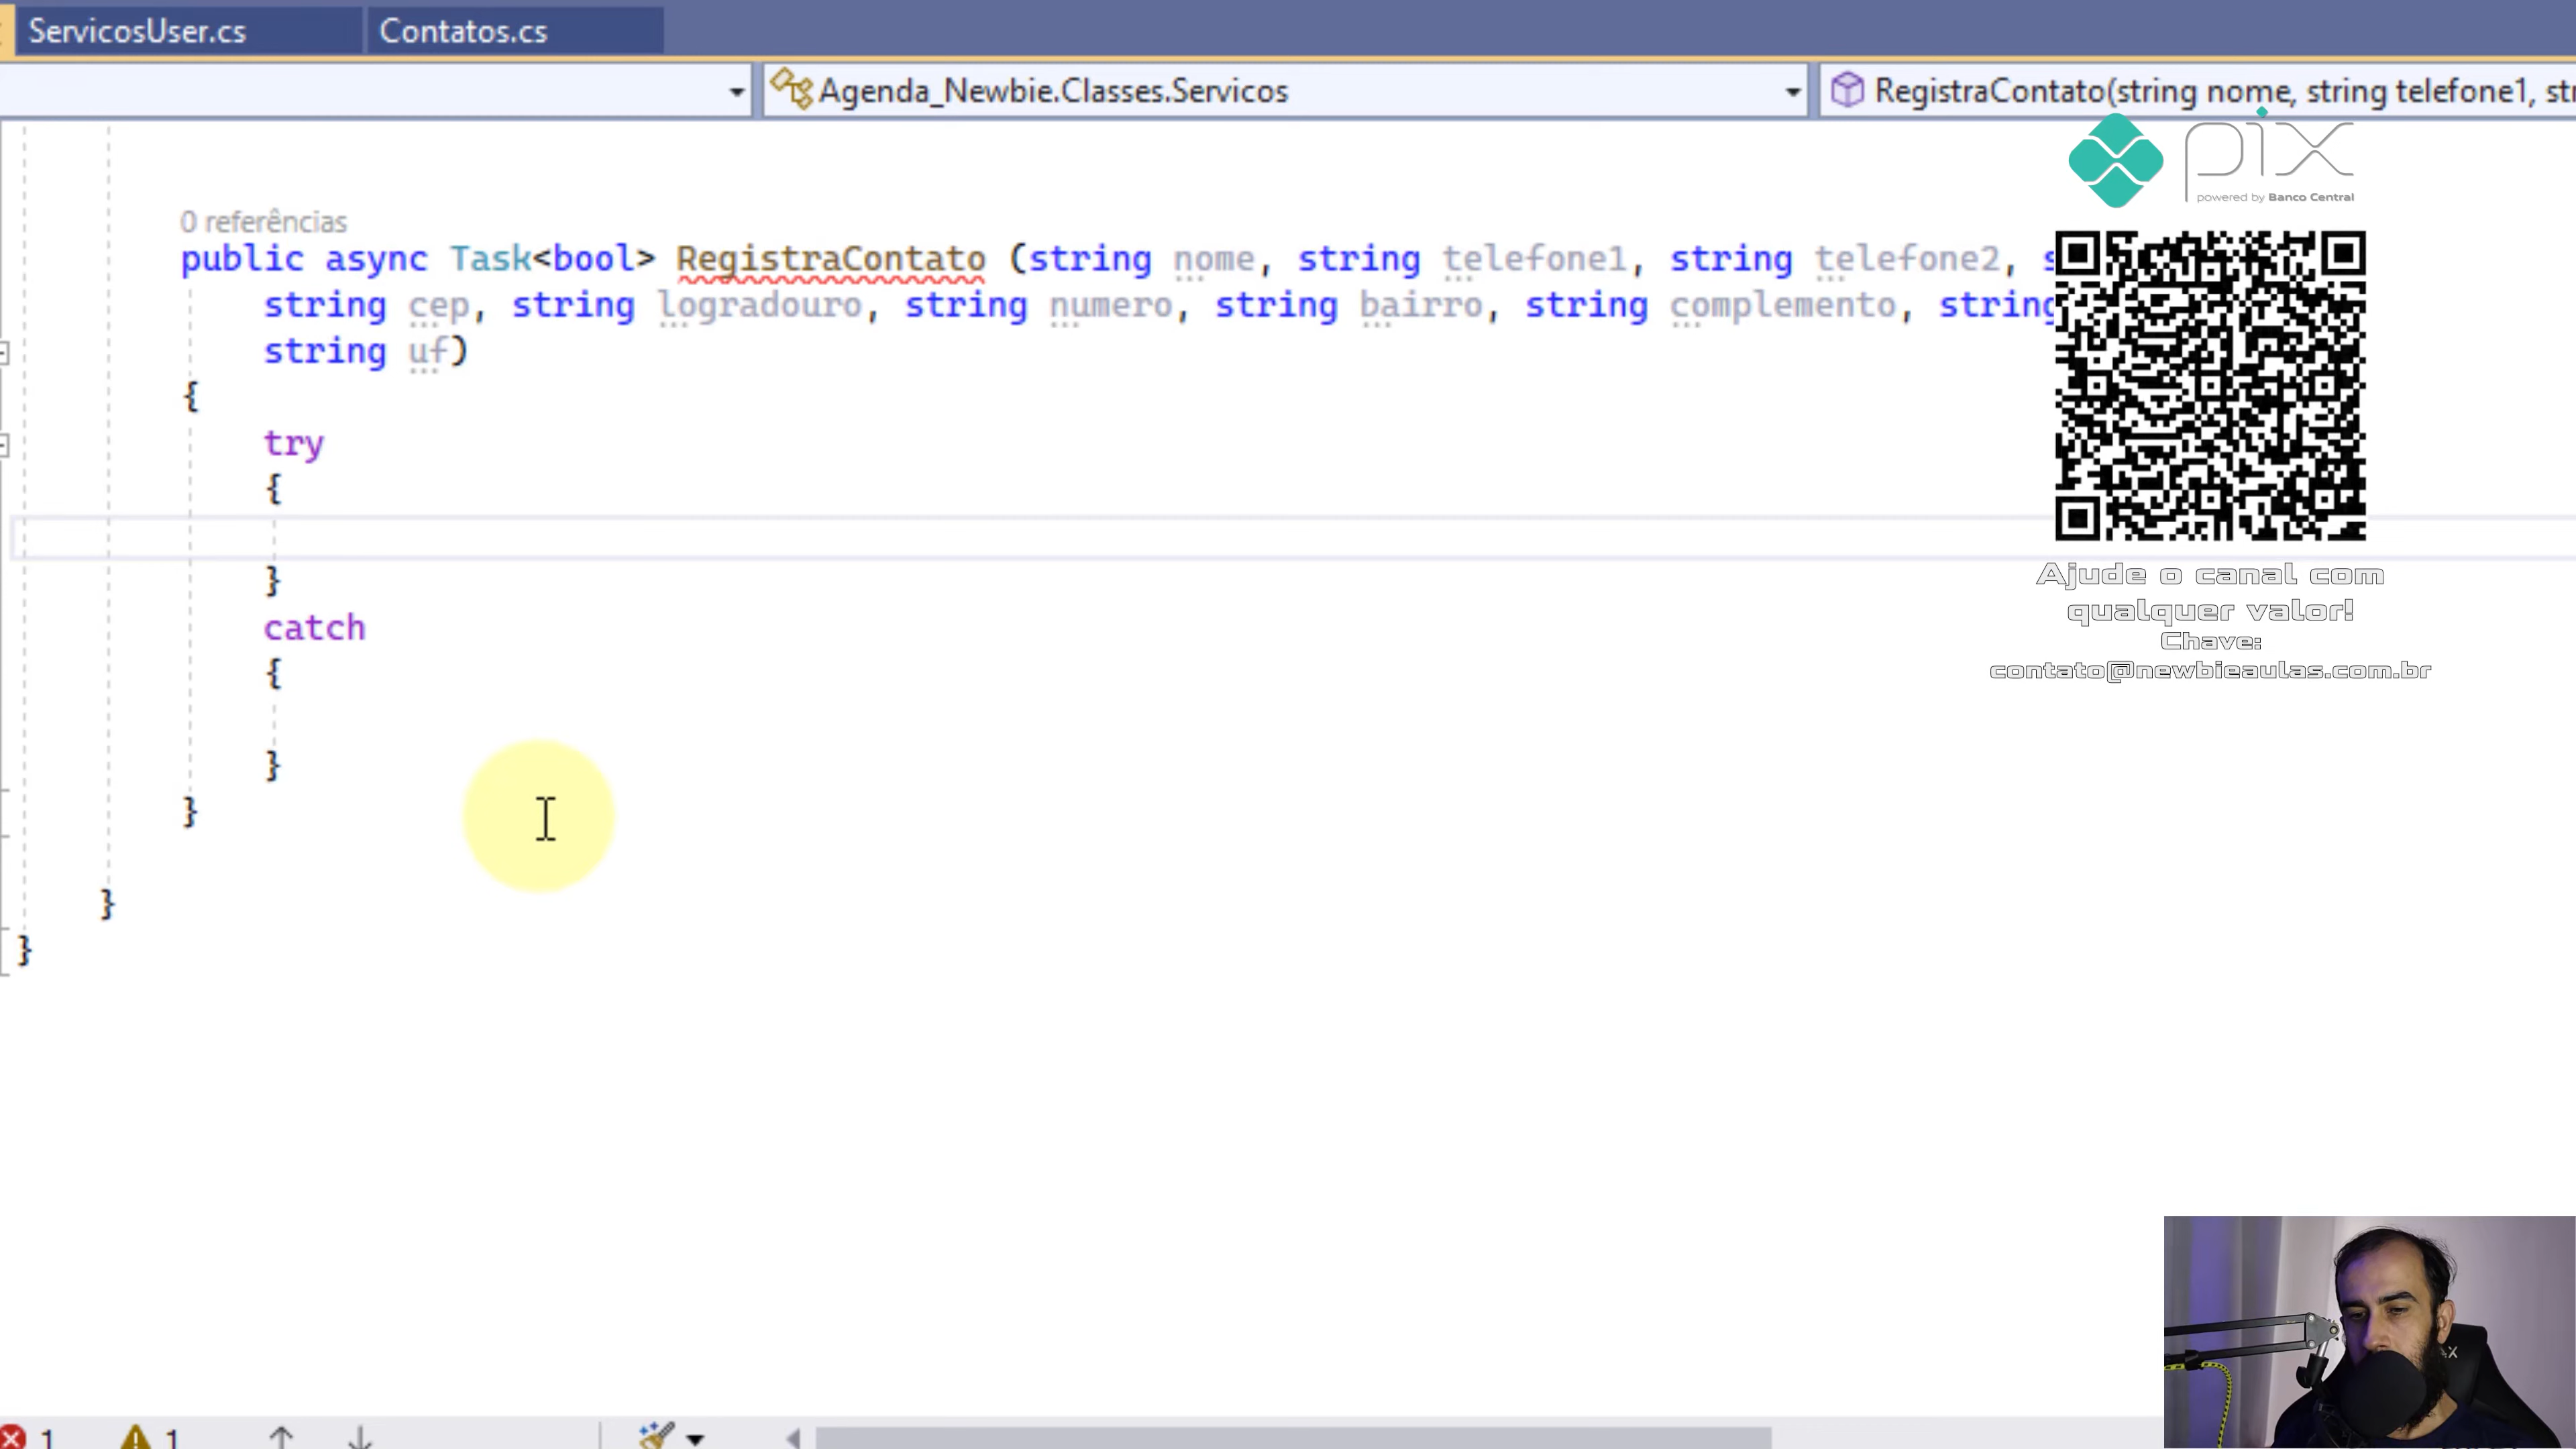 ServicosUser.cs
Contatos.cs
Agenda_Newbie.Classes.Servicos
RegistraContato(string nome, string telefone1,
pix
powered by Banco Central
0 referências
public async Task<bool> RegistraContato (string nome, string telefone1, string telefone2, s
string cep, string logradouro, string numero, string bairro, string complemento, string
string uf)
{
try
{
}
catch
{
}
}
}
}
Ajude o canal com
qualquer valor!
Chave:
contato@newbieaulas.com.br
1
1